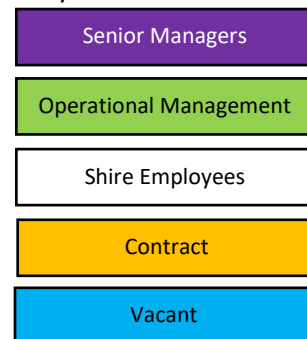 Senior Managers
Operational Management
Shire Employees
Contract
Vacant